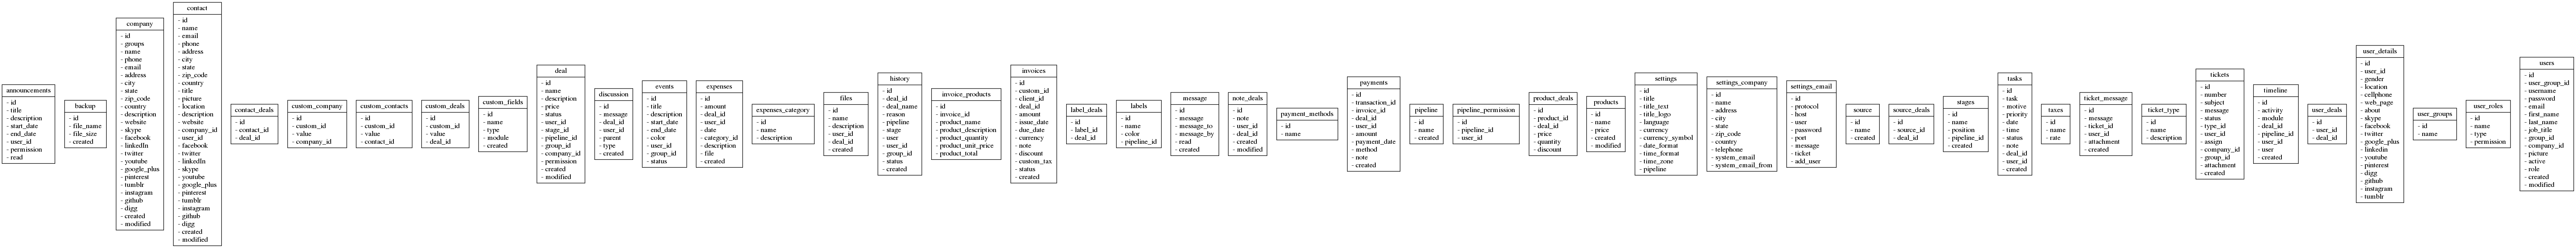 announcements
- id
- title
- description
- start_date
- end_date
- user_id
- permission
- read
backup
- id
- file_name
- file_size
- created
company
- id
- groups
- name
- phone
- email
- address
- city
- state
- zip_code
- country
- description
- website
- skype
- facebook
- linkedIn
- twitter
- youtube
- google_plus
- pinterest
- tumblr
- instagram
- github
- digg
- created
- modified
contact
- id
- name
- email
- phone
- address
- city
- state
- zip_code
- country
- title
- picture
- location
- description
- website
- company_id
- user_id
- facebook
- twitter
- linkedIn
- skype
- youtube
- google_plus
- pinterest
- tumblr
- instagram
- github
- digg
- created
- modified
contact_deals
- id
- contact_id
- deal_id
custom_company
- id
- custom_id
- value
- company_id
custom_contacts
- id
- custom_id
- value
- contact_id
custom_deals
- id
- custom_id
- value
- deal_id
custom_fields
- id
- name
- type
- module
- created
deal
- id
- name
- description
- price
- status
- user_id
- stage_id
- pipeline_id
- group_id
- company_id
- permission
- created
- modified
discussion
- id
- message
- deal_id
- user_id
- parent
- type
- created
events
- id
- title
- description
- start_date
- end_date
- color
- user_id
- group_id
- status
expenses
- id
- amount
- deal_id
- user_id
- date
- category_id
- description
- file
- created
expenses_category
- id
- name
- description
files
- id
- name
- description
- user_id
- deal_id
- created
history
- id
- deal_id
- deal_name
- reason
- pipeline
- stage
- user
- user_id
- group_id
- status
- created
invoice_products
- id
- invoice_id
- product_name
- product_description
- product_quantity
- product_unit_price
- product_total
invoices
- id
- custom_id
- client_id
- deal_id
- amount
- issue_date
- due_date
- currency
- note
- discount
- custom_tax
- status
- created
label_deals
- id
- label_id
- deal_id
labels
- id
- name
- color
- pipeline_id
message
- id
- message
- message_to
- message_by
- read
- created
note_deals
- id
- note
- user_id
- deal_id
- created
- modified
payment_methods
- id
- name
payments
- id
- transaction_id
- invoice_id
- deal_id
- user_id
- amount
- payment_date
- method
- note
- created
pipeline
- id
- name
- created
pipeline_permission
- id
- pipeline_id
- user_id
product_deals
- id
- product_id
- deal_id
- price
- quantity
- discount
products
- id
- name
- price
- created
- modified
settings
- id
- title
- title_text
- title_logo
- language
- currency
- currency_symbol
- date_format
- time_format
- time_zone
- pipeline
settings_company
- id
- name
- address
- city
- state
- zip_code
- country
- telephone
- system_email
- system_email_from
settings_email
- id
- protocol
- host
- user
- password
- port
- message
- ticket
- add_user
source
- id
- name
- created
source_deals
- id
- source_id
- deal_id
stages
- id
- name
- position
- pipeline_id
- created
tasks
- id
- task
- motive
- priority
- date
- time
- status
- note
- deal_id
- user_id
- created
taxes
- id
- name
- rate
ticket_message
- id
- message
- ticket_id
- user_id
- attachment
- created
ticket_type
- id
- name
- description
tickets
- id
- number
- subject
- message
- status
- type_id
- user_id
- assign
- company_id
- group_id
- attachment
- created
timeline
- id
- activity
- module
- deal_id
- pipeline_id
- user_id
- user
- created
user_deals
- id
- user_id
- deal_id
user_details
- id
- user_id
- gender
- location
- cellphone
- web_page
- about
- skype
- facebook
- twitter
- google_plus
- linkedin
- youtube
- pinterest
- digg
- github
- instagram
- tumblr
user_groups
- id
- name
user_roles
- id
- name
- type
- permission
users
- id
- user_group_id
- username
- password
- email
- first_name
- last_name
- job_title
- group_id
- company_id
- picture
- active
- role
- created
- modified